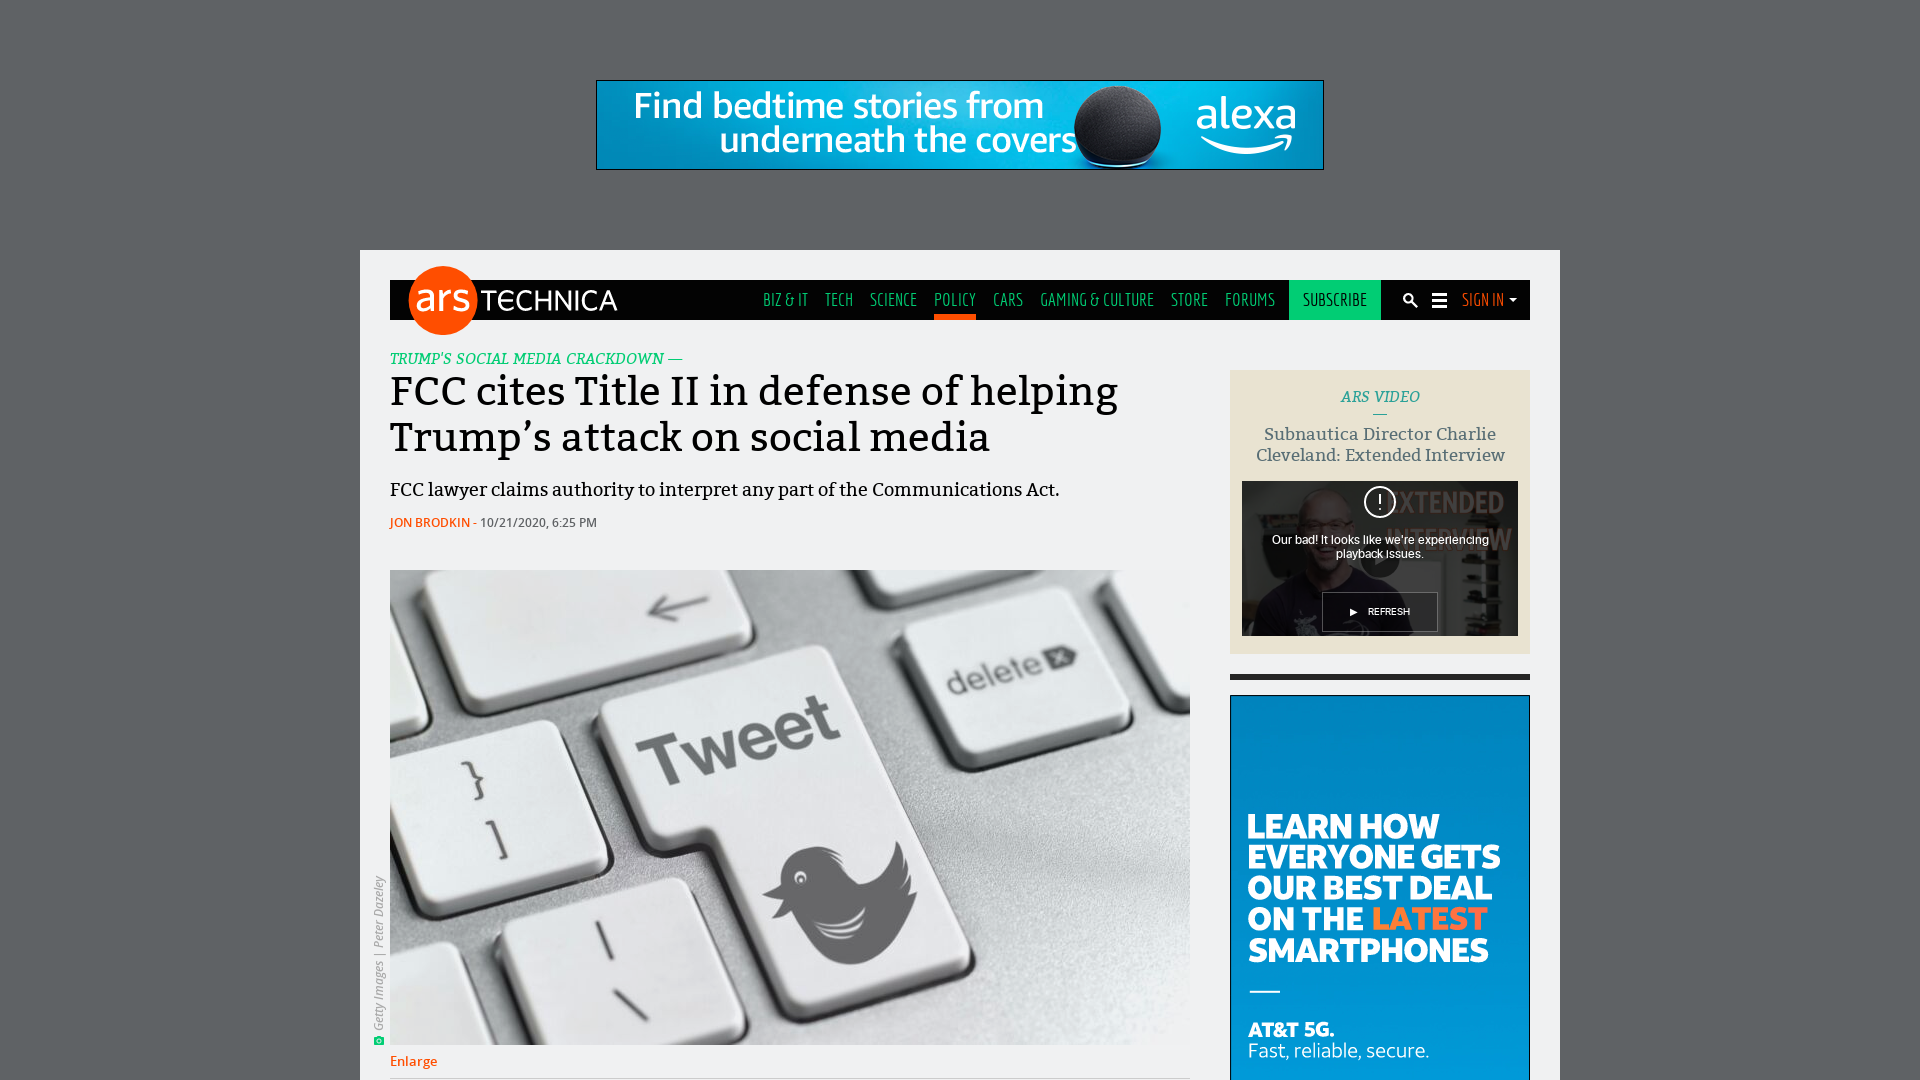 Find bedtime stories from
underneath the covers
alexa
ars TECHNICA
BIZ & IT TECH SCIENCE POLICY CARS GAMING & CULTURE STORE FORUMS SUBSCRIBE SIGN IN
TRUMP'S SOCIAL MEDIA CRACKDOWN —
FCC cites Title II in defense of helping
Trump’s attack on social media
FCC lawyer claims authority to interpret any part of the Communications Act.
JON BRODKIN - 10/21/2020, 6:25 PM
Tweet
delete
}
]
|
\
Getty Images | Peter Dazeley
Enlarge
ARS VIDEO
—
Subnautica Director Charlie
Cleveland: Extended Interview
EXTENDED
INTERVIEW
Our bad! It looks like we're experiencing
playback issues.
REFRESH
LEARN HOW
EVERYONE GETS
OUR BEST DEAL
ON THE LATEST
SMARTPHONES
AT&T 5G.
Fast, reliable, secure.